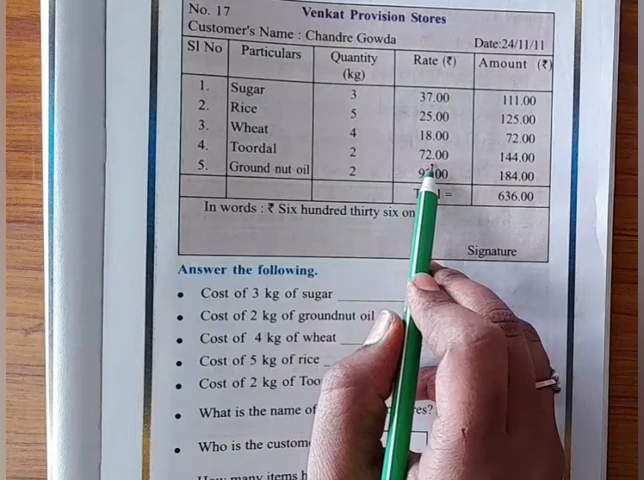 No. 17 Venkat Provision Stores
Customer's Name : Chandre Gowda Date:24/11/11
Sl No Particulars Quantity (kg) Rate (₹) Amount (₹)
1. Sugar 3 37.00 111.00
2. Rice 5 25.00 125.00
3. Wheat 4 18.00 72.00
4. Toordal 2 72.00 144.00
5. Ground nut oil 2 184.00
= 636.00
In words : ₹ Six hundred thirty six
Signature
Answer the following.
• Cost of 3 kg of sugar
• Cost of 2 kg of groundnut oil
• Cost of 4 kg of wheat
• Cost of 5 kg of rice
• Cost of 2 kg of
• What is the name of
• Who is the
How many items